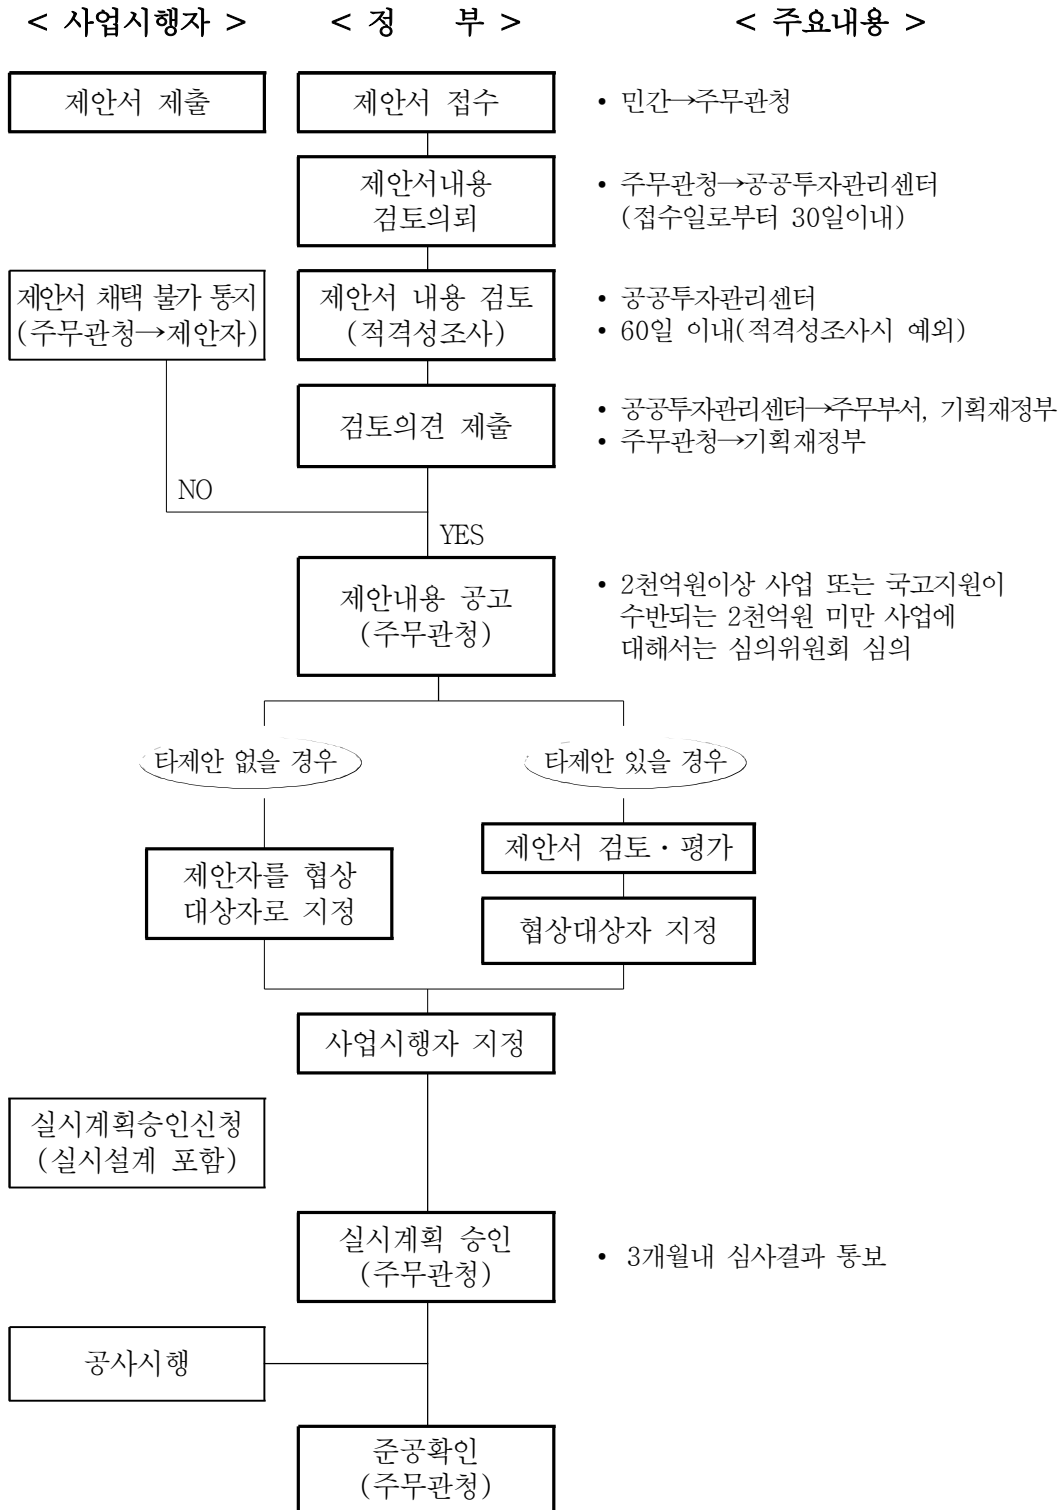 < 사업시행자 >
< 정 부 >
< 주요내용 >
제안서 제출
제안서 접수
• 민간→주무관청
제안서내용
검토의뢰
• 주무관청→공공투자관리센터
(접수일로부터 30일이내)
제안서 채택 불가 통지
(주무관청→제안자)
제안서 내용 검토
(적격성조사)
• 공공투자관리센터
• 60일 이내(적격성조사시 예외)
검토의견 제출
• 공공투자관리센터→주무부서, 기획재정부
• 주무관청→기획재정부
NO
YES
제안내용 공고
(주무관청)
• 2천억원이상 사업 또는 국고지원이
수반되는 2천억원 미만 사업에
대해서는 심의위원회 심의
타제안 없을 경우
타제안 있을 경우
제안자를 협상
대상자로 지정
제안서 검토·평가
협상대상자 지정
사업시행자 지정
실시계획승인신청
(실시설계 포함)
실시계획 승인
(주무관청)
• 3개월내 심사결과 통보
공사시행
준공확인
(주무관청)